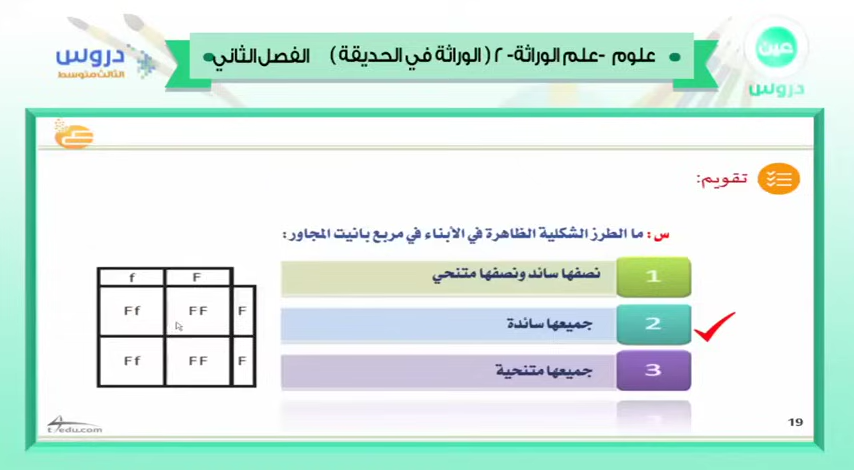 علوم -علم الوراثة- ٢ (الوراثة في الحديقة) الفصل الثاني
عين
دروس
دروس
الثالث متوسط
تقويم:
س: ما الطرز الشكلية الظاهرة في الأبناء في مربع بانيت المجاور:
1 نصفها سائد ونصفها متنحي
2 جميعها سائدة
3 جميعها متنحية
f F
Ff FF F
Ff FF F
t4edu.com
19